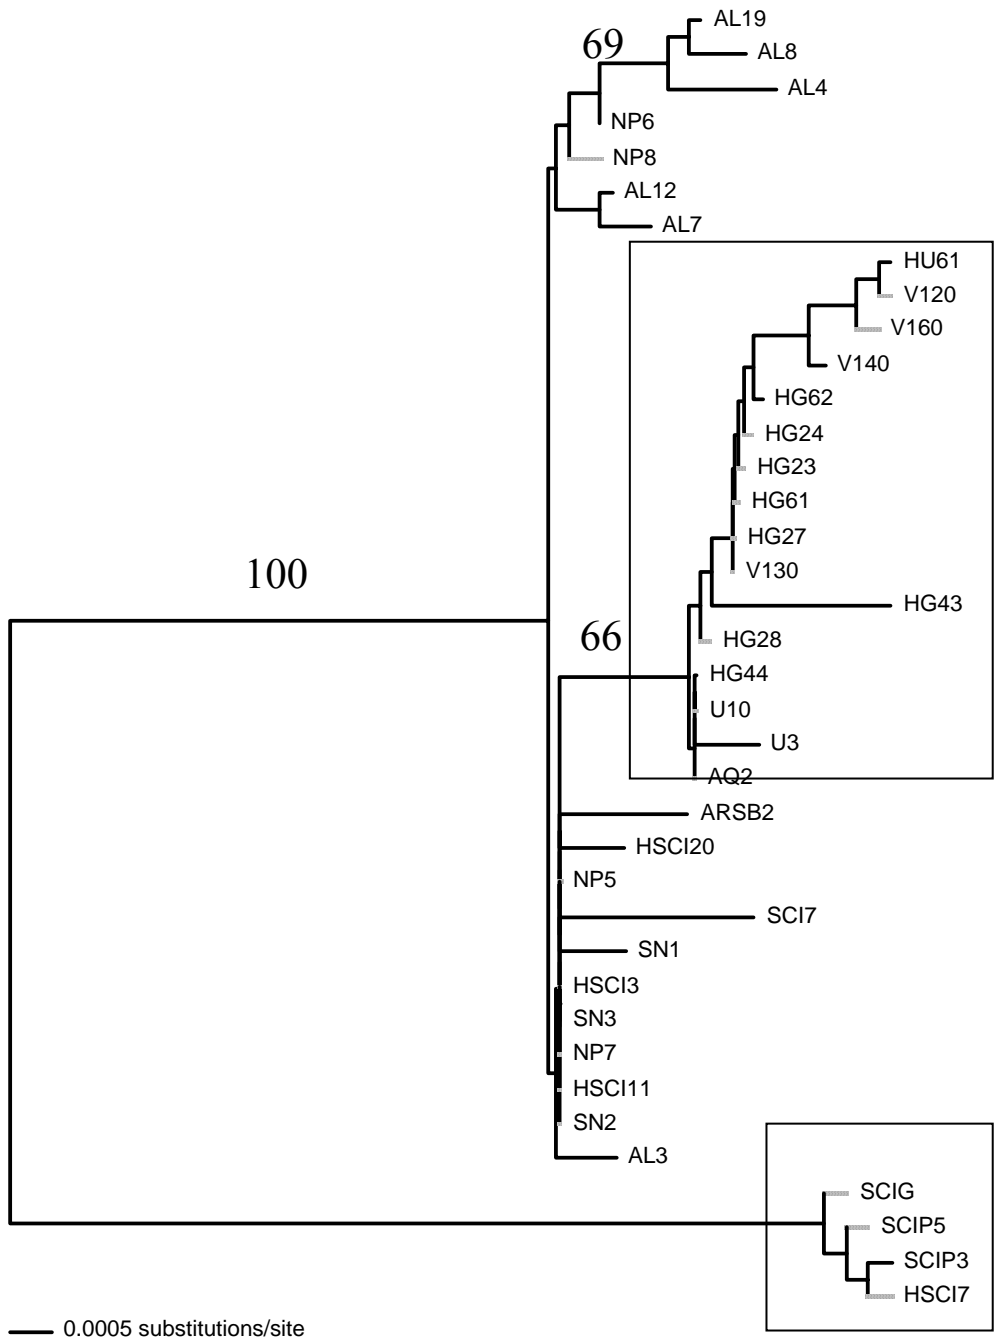 AL19
69
AL8
AL4
NP6
NP8
AL12
AL7
HU61
V120
V160
V140
HG62
HG24
HG23
HG61
HG27
100
V130
HG43
66
HG28
HG44
U10
U3
AQ2
ARSB2
HSCI20
NP5
SCI7
SN1
HSCI3
SN3
NP7
HSCI11
SN2
AL3
SCIG
SCIP5
SCIP3
HSCI7
0.0005 substitutions/site